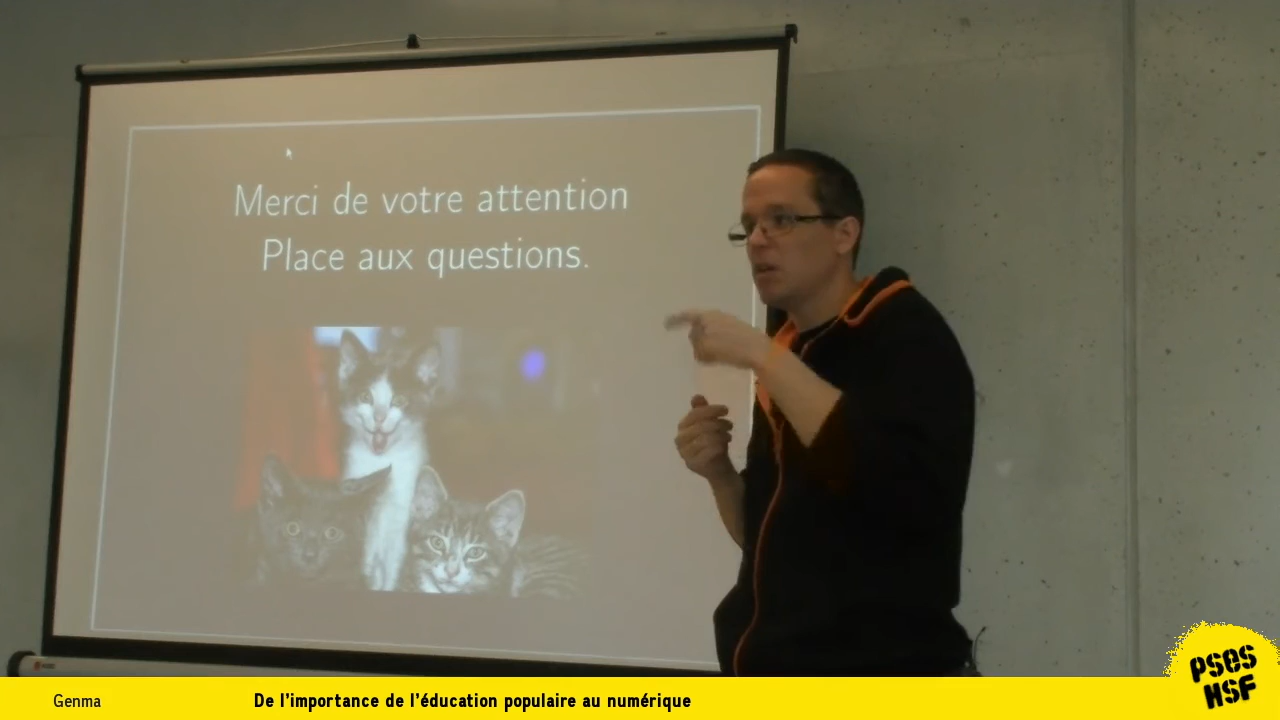 Merci de votre attention
Place aux questions.
Genma
De l'importance de l'éducation populaire au numérique
PSES
HSF